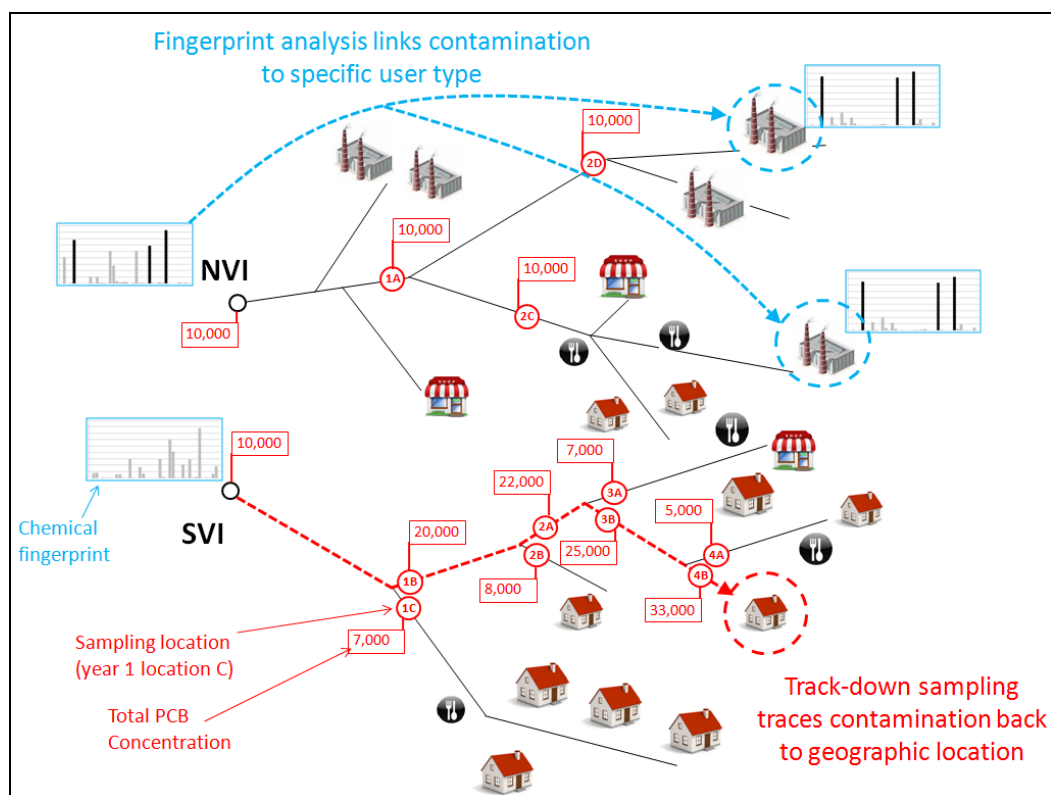 Fingerprint analysis links contamination
to specific user type
10,000
2D
10,000
1A
NVI
10,000
10,000
2C
SHOP
SHOP
10,000
SVI
Chemical
fingerprint
7,000
3A
SHOP
22,000
2A
3B
25,000
5,000
4A
4B
33,000
20,000
1B
2B
8,000
1C
7,000
Sampling location
(year 1 location C)
Total PCB
Concentration
Track-down sampling
traces contamination back
to geographic location